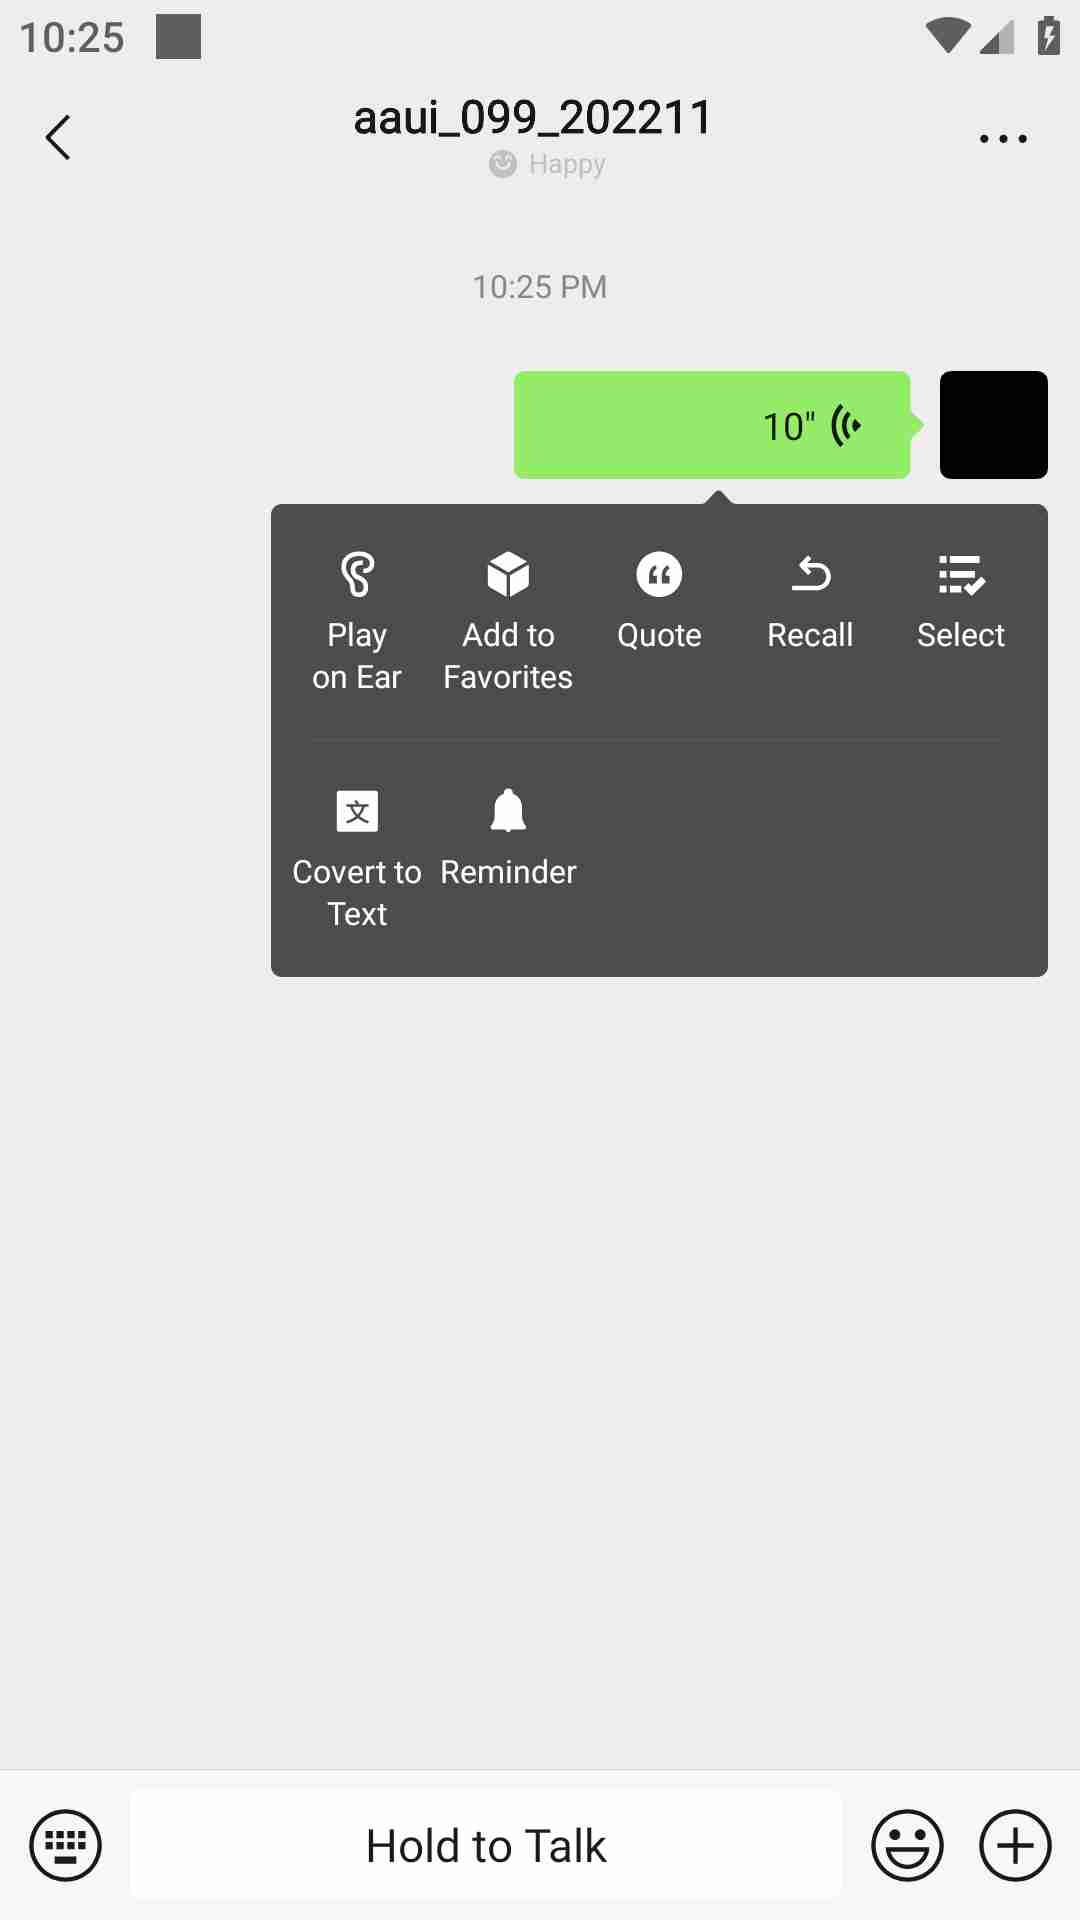 10:25
aaui_099_202211
Happy
10:25 PM
10"
Play
on Ear
Add to
Favorites
Quote
Recall
Select
文
Covert to
Text
Reminder
Hold to Talk